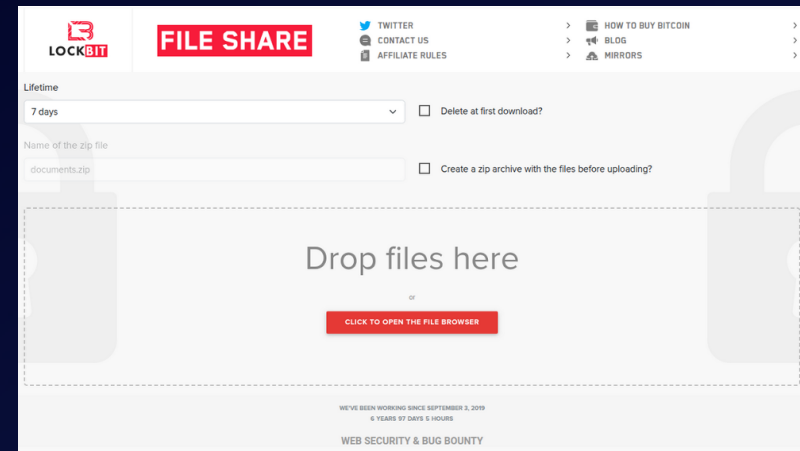 LOCKBIT
FILE SHARE
TWITTER
CONTACT US
AFFILIATE RULES
HOW TO BUY BITCOIN
BLOG
MIRRORS
Lifetime
7 days
Delete at first download?
Name of the zip file
documents.zip
Create a zip archive with the files before uploading?
Drop files here
or
CLICK TO OPEN THE FILE BROWSER
WE'VE BEEN WORKING SINCE SEPTEMBER 3, 2019
6 YEARS 97 DAYS 5 HOURS
WEB SECURITY & BUG BOUNTY